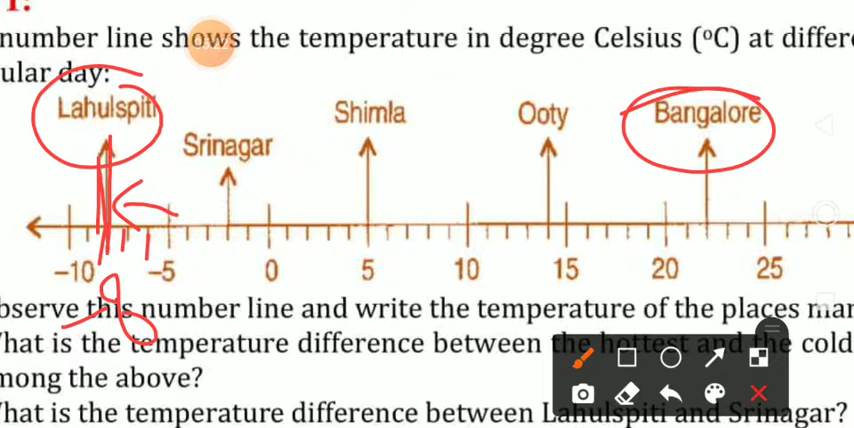 1:
number line shows the temperature in degree Celsius (°C) at differe
ular day:
Lahulspiti Shimla Ooty Bangalore
Srinagar
−10 −5 0 5 10 15 20 25
-8
bserve this number line and write the temperature of the places mar
hat is the temperature difference between the hottest and the cold
mong the above?
hat is the temperature difference between Lahulspiti and Srinagar?